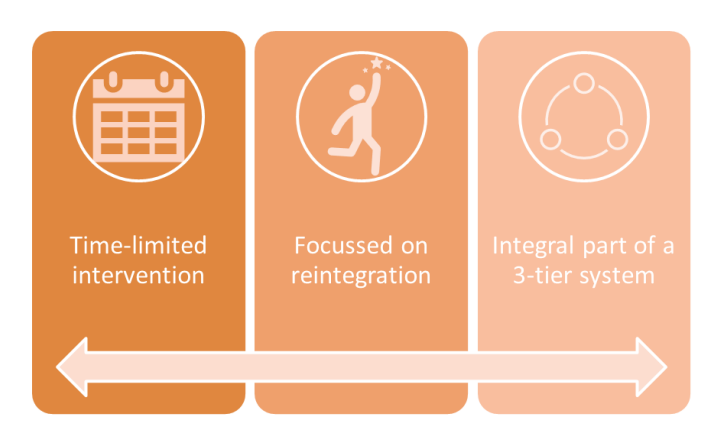 Time-limited
intervention
Focussed on
reintegration
Integral part of a
3-tier system